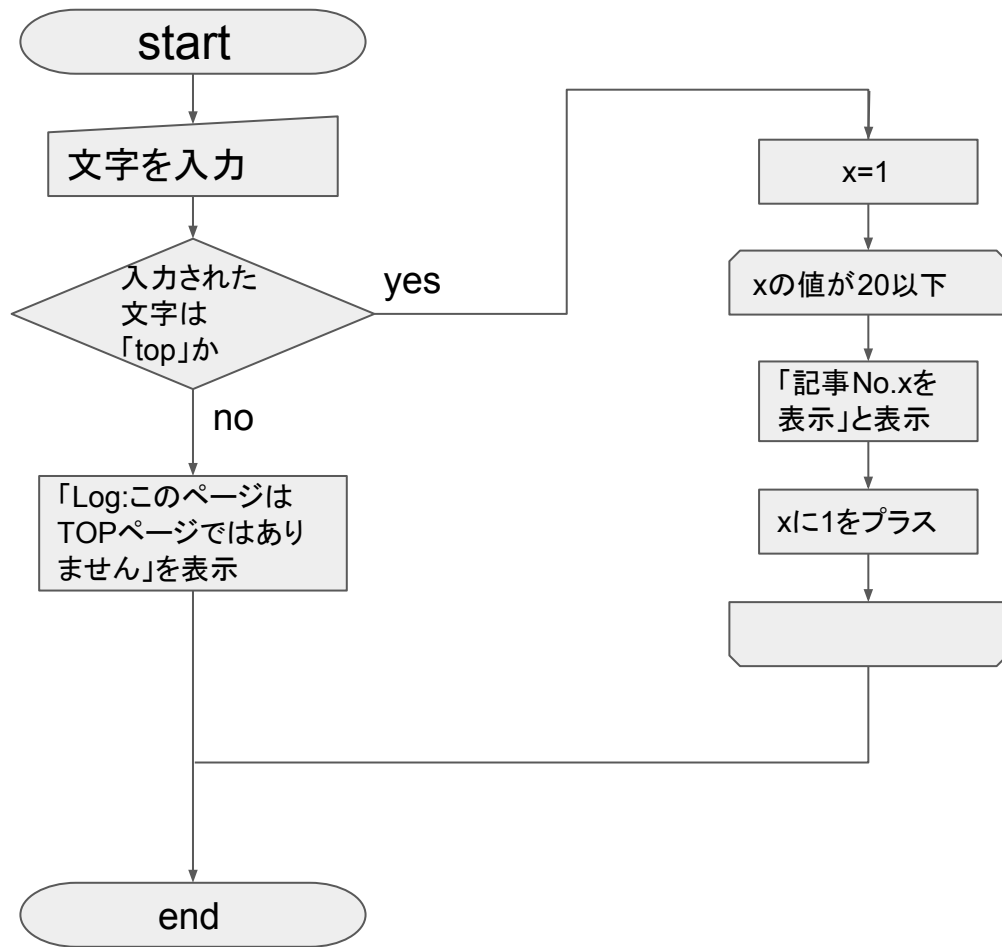 start
文字を入力
入力された
文字は
「top」か
yes
no
「Log:このページは
TOPページではあり
ません」を表示
x=1
xの値が20以下
「記事No.xを
表示」と表示
xに1をプラス
end